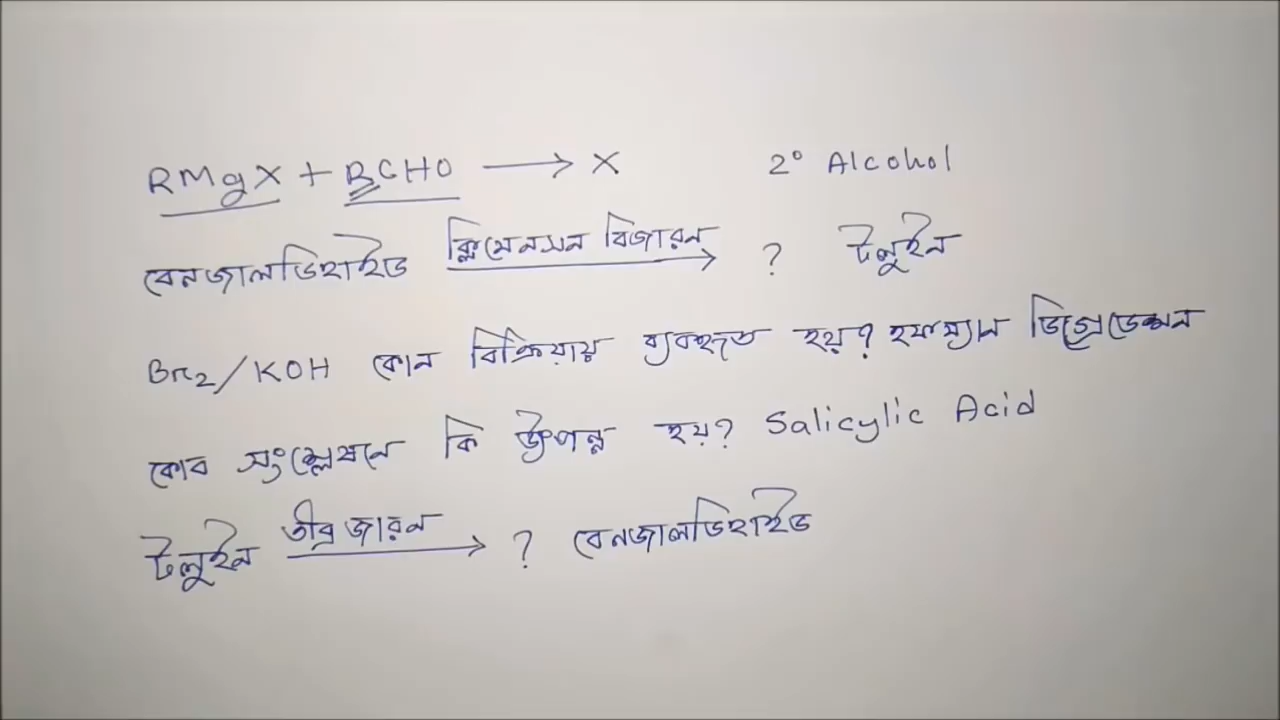 RMgX + RCHO ⟶ X 2° Alcohol
বেনজালডিহাইড ক্লিমেনসন বিজারন ⟶ ? টলুইন
Br₂/KOH কোন বিক্রিয়ায় ব্যবহৃত হয়? হফম্যান ডিগ্রেডেশন
কোব সংশ্লেষনে কি উৎপন্ন হয়? Salicylic Acid
টলুইন তীব্র জারন ⟶ ? বেনজালডিহাইড